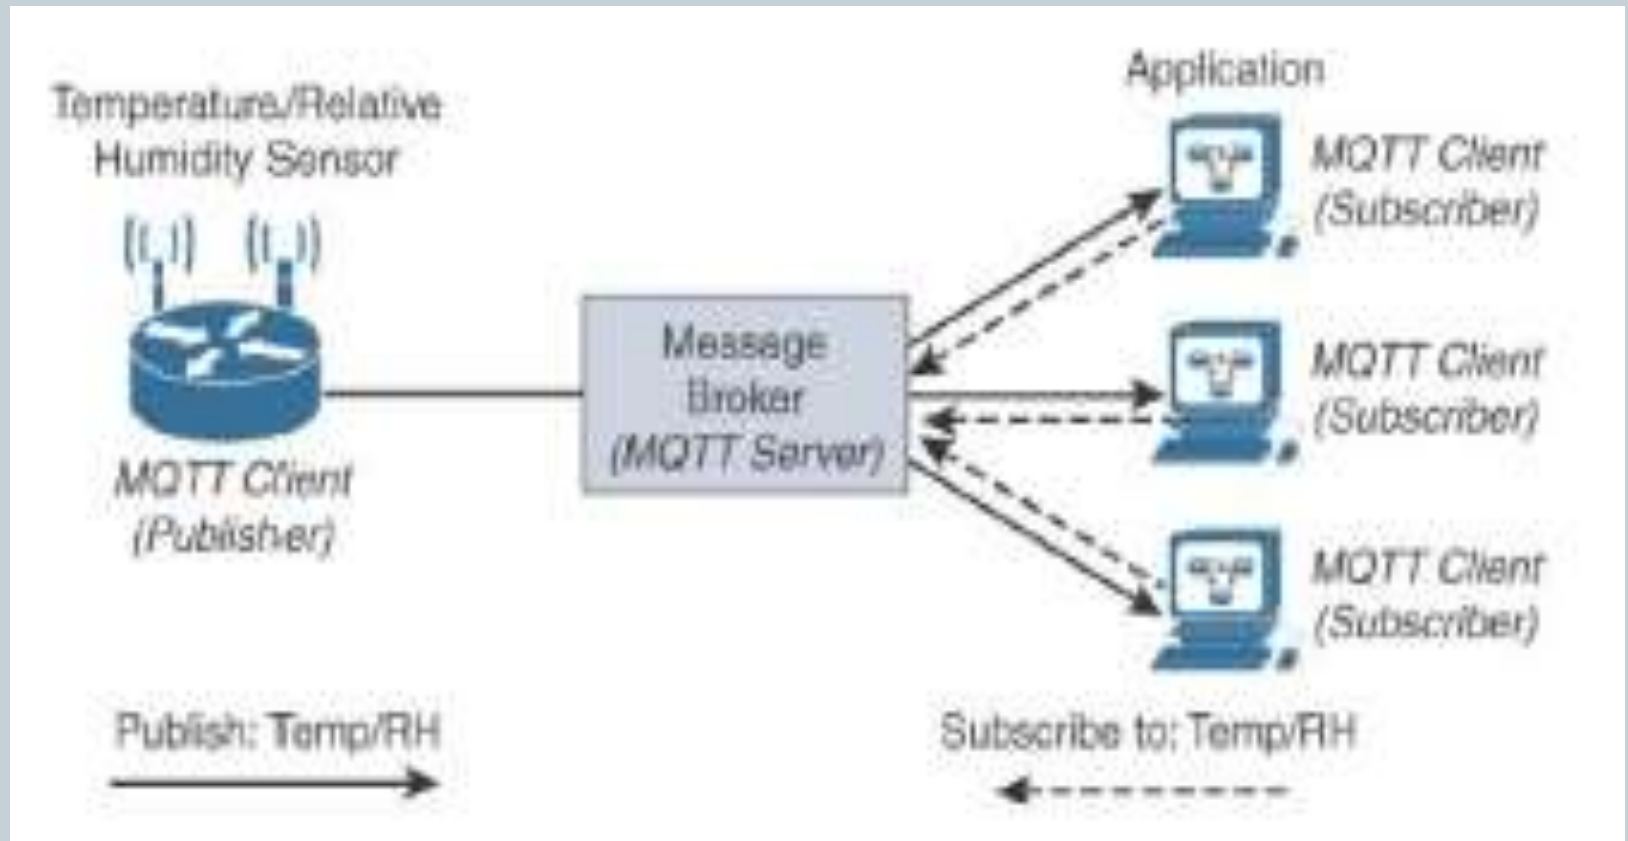 Temperature/Relative
Humidity Sensor
MQTT Client
(Publisher)
Message
Broker
(MQTT Server)
Application
MQTT Client
(Subscriber)
MQTT Client
(Subscriber)
MQTT Client
(Subscriber)
Publish: Temp/RH
Subscribe to: Temp/RH